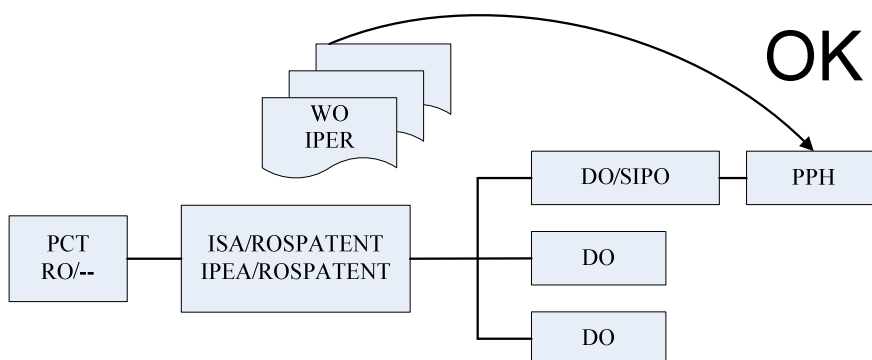 OK
WO
IPER
DO/SIPO
PPH
PCT
RO/--
ISA/ROSPATENT
IPEA/ROSPATENT
DO
DO